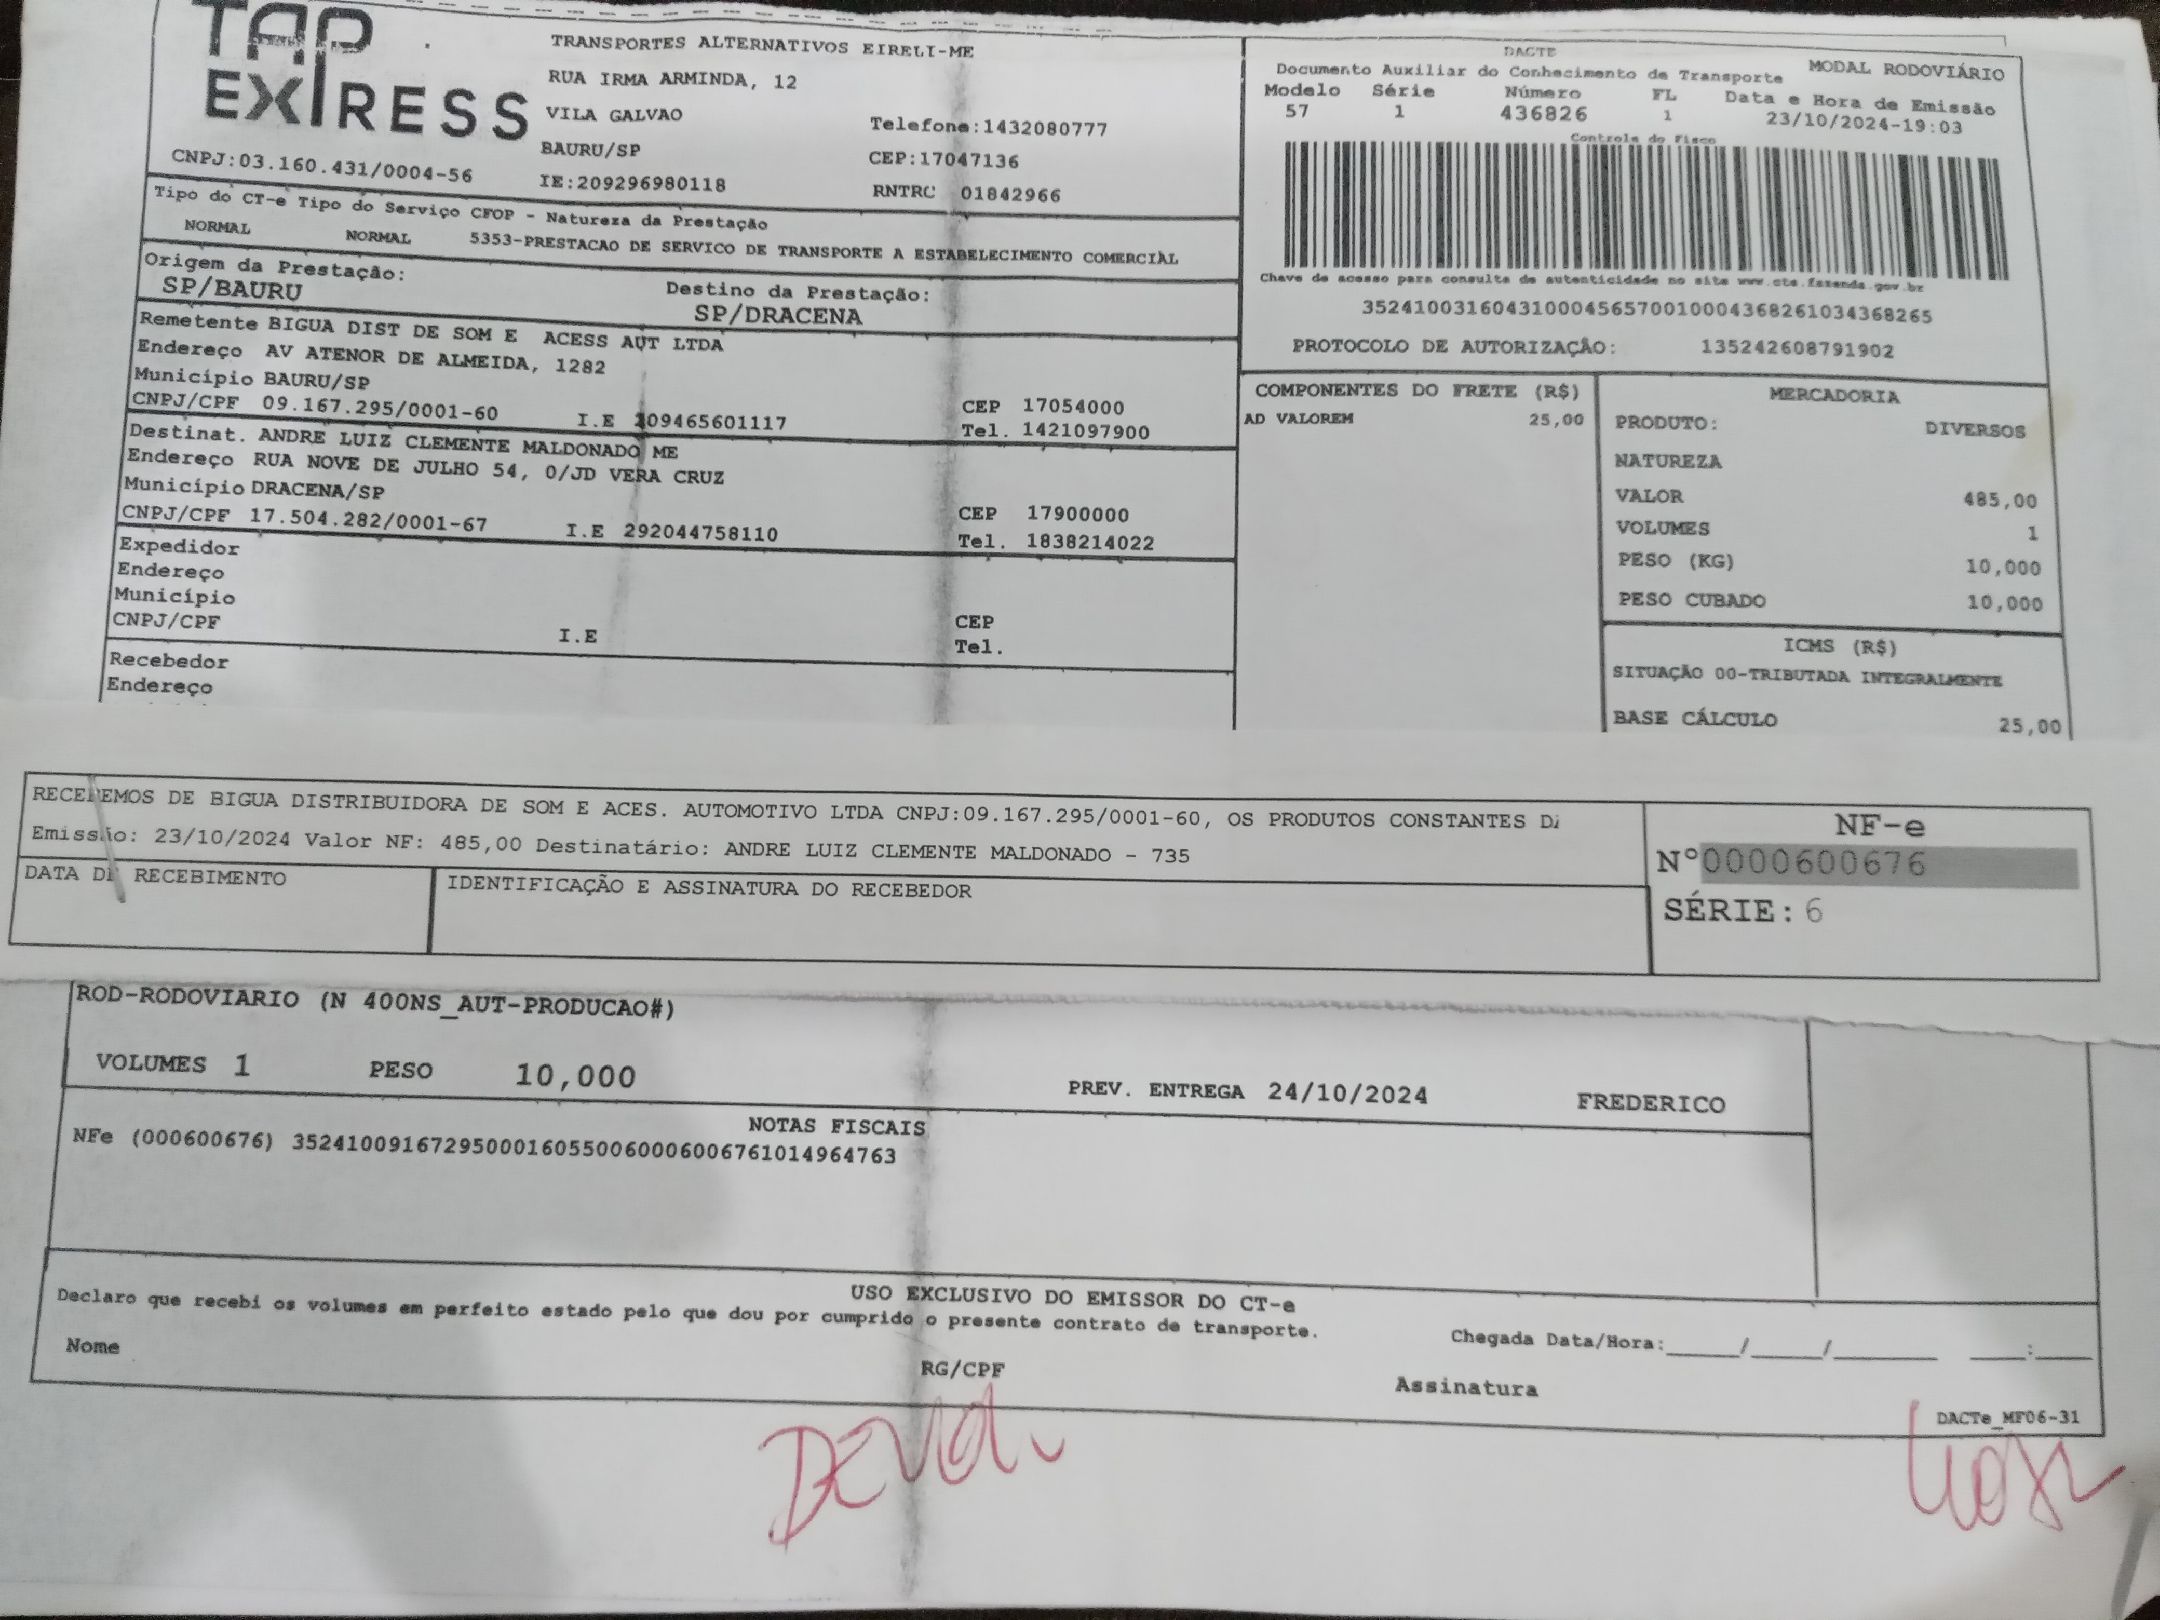 TAP
EXPRESS
TRANSPORTES ALTERNATIVOS EIRELI-ME
RUA IRMA ARMINDA, 12
VILA GALVAO
Telefone:1432080777
BAURU/SP
CEP:17047136
CNPJ:03.160.431/0004-56
IE:209296980118
RNTRC 01842966
DACTE
Documento Auxiliar do Conhecimento de Transporte
MODAL RODOVIÁRIO
Modelo Série Número FL Data e Hora de Emissão
57 1 436826 1 23/10/2024-19:03
Controle do Fisco
Chave de acesso para consulta de autenticidade no site www.cte.fazenda.gov.br
35241003160431000456570010004368261034368265
PROTOCOLO DE AUTORIZAÇÃO: 135242608791902
Tipo do CT-e Tipo do Serviço CFOP - Natureza da Prestação
NORMAL NORMAL 5353-PRESTACAO DE SERVICO DE TRANSPORTE A ESTABELECIMENTO COMERCIAL
Origem da Prestação:
SP/BAURU
Destino da Prestação:
SP/DRACENA
Remetente BIGUA DIST DE SOM E ACESS AUT LTDA
Endereço AV ATENOR DE ALMEIDA, 1282
Município BAURU/SP
CEP 17054000
CNPJ/CPF 09.167.295/0001-60 I.E 209465601117 Tel. 1421097900
Destinat. ANDRE LUIZ CLEMENTE MALDONADO ME
Endereço RUA NOVE DE JULHO 54, 0/JD VERA CRUZ
Município DRACENA/SP
CEP 17900000
CNPJ/CPF 17.504.282/0001-67 I.E 292044758110 Tel. 1838214022
Expedidor
Endereço
Município
CEP
CNPJ/CPF I.E Tel.
Recebedor
Endereço
COMPONENTES DO FRETE (R$)
AD VALOREM 25,00
MERCADORIA
PRODUTO: DIVERSOS
NATUREZA
VALOR 485,00
VOLUMES 1
PESO (KG) 10,000
PESO CUBADO 10,000
ICMS (R$)
SITUAÇÃO 00-TRIBUTADA INTEGRALMENTE
BASE CÁLCULO 25,00
RECEBEMOS DE BIGUA DISTRIBUIDORA DE SOM E ACES. AUTOMOTIVO LTDA CNPJ:09.167.295/0001-60, OS PRODUTOS CONSTANTES DA
Emissão: 23/10/2024 Valor NF: 485,00 Destinatário: ANDRE LUIZ CLEMENTE MALDONADO - 735
DATA DE RECEBIMENTO
IDENTIFICAÇÃO E ASSINATURA DO RECEBEDOR
NF-e
Nº0000600676
SÉRIE: 6
ROD-RODOVIARIO (N 400NS_AUT-PRODUCAO#)
VOLUMES 1 PESO 10,000 PREV. ENTREGA 24/10/2024 FREDERICO
NOTAS FISCAIS
NFe (000600676) 35241009167295000160550060006006761014964763
USO EXCLUSIVO DO EMISSOR DO CT-e
Declaro que recebi os volumes em perfeito estado pelo que dou por cumprido o presente contrato de transporte.
Chegada Data/Hora:_____/_____/_______ ____:____
Nome
RG/CPF
Assinatura
DACTe_MF06-31